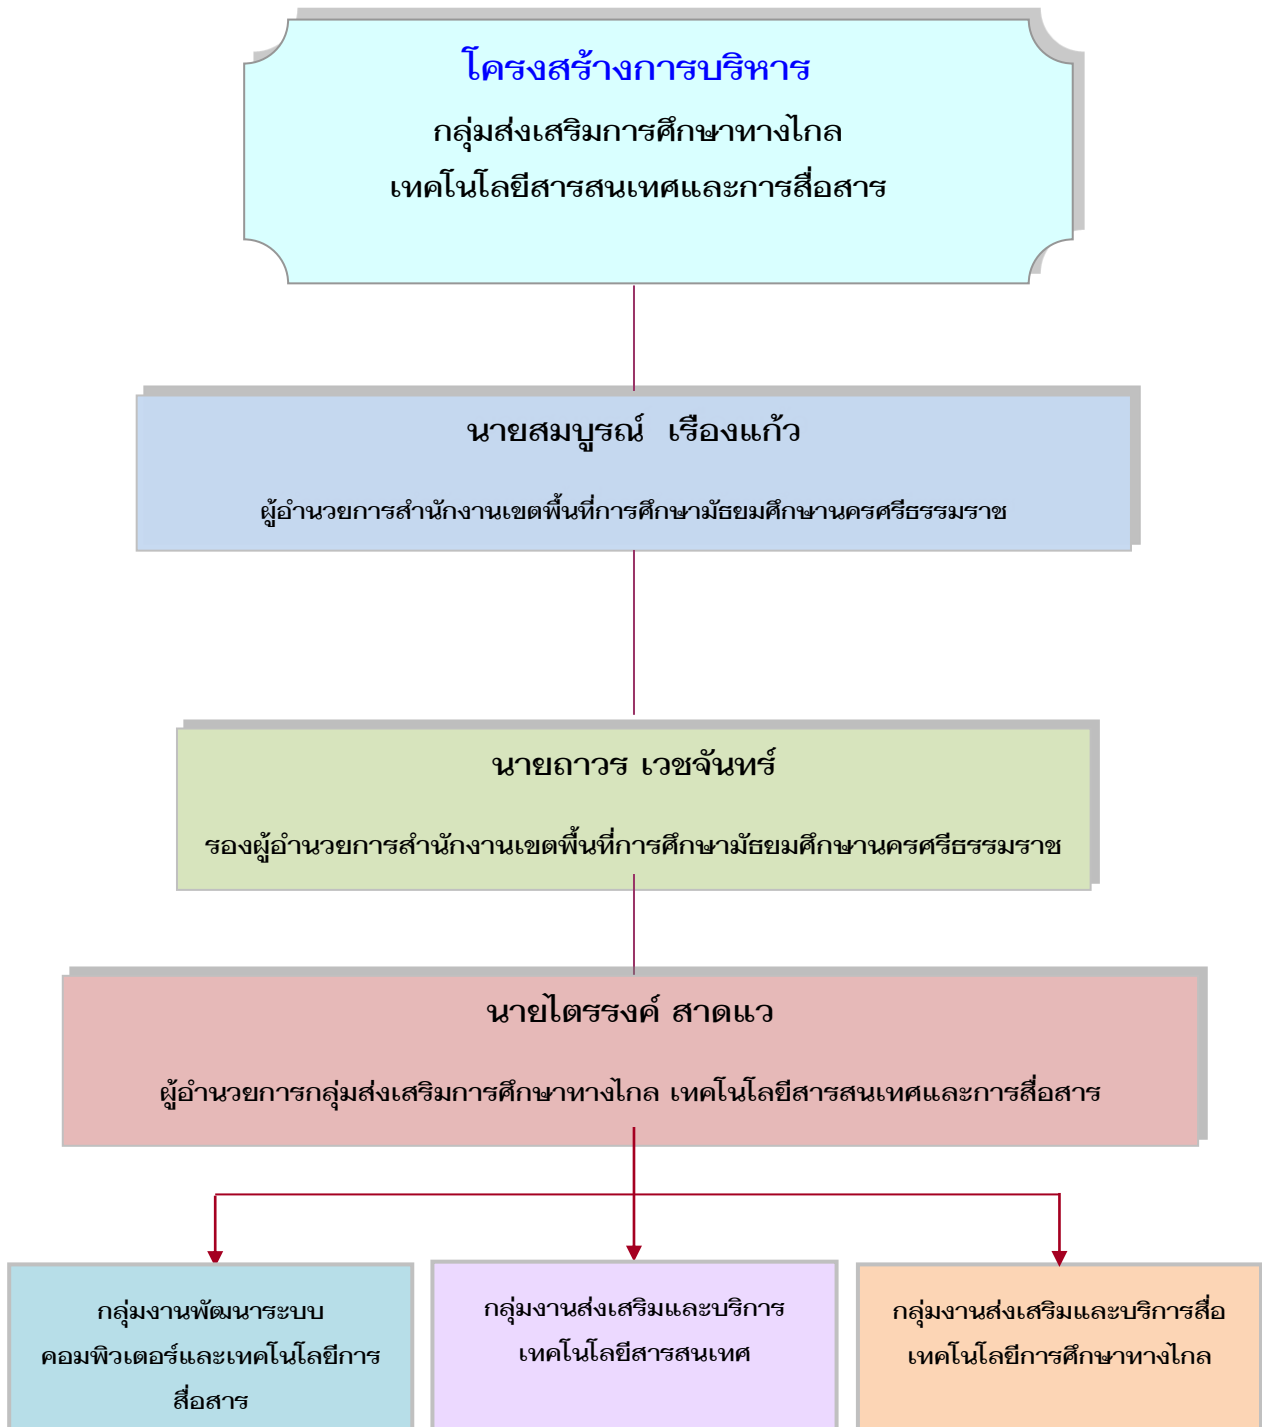 โครงสร้างการบริหาร
กลุ่มส่งเสริมการศึกษาทางไกล
เทคโนโลยีสารสนเทศและการสื่อสาร
นายสมบูรณ์ เรืองแก้ว
ผู้อำนวยการสำนักงานเขตพื้นที่การศึกษามัธยมศึกษานครศรีธรรมราช
นายถาวร เวชจันทร์
รองผู้อำนวยการสำนักงานเขตพื้นที่การศึกษามัธยมศึกษานครศรีธรรมราช
นายไตรรงค์ สาดแว
ผู้อำนวยการกลุ่มส่งเสริมการศึกษาทางไกล เทคโนโลยีสารสนเทศและการสื่อสาร
กลุ่มงานพัฒนาระบบ
คอมพิวเตอร์และเทคโนโลยีการ
สื่อสาร
กลุ่มงานส่งเสริมและบริการ
เทคโนโลยีสารสนเทศ
กลุ่มงานส่งเสริมและบริการสื่อ
เทคโนโลยีการศึกษาทางไกล